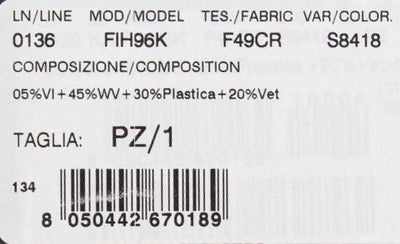 LN/LINE MOD/MODEL TES./FABRIC VAR/COLOR.
0136 FIH96K F49CR S8418
COMPOSIZIONE/COMPOSITION
05%VI+45%WV+30%Plastica+20%Vet
TAGLIA: PZ/1
134
8 050442 670189